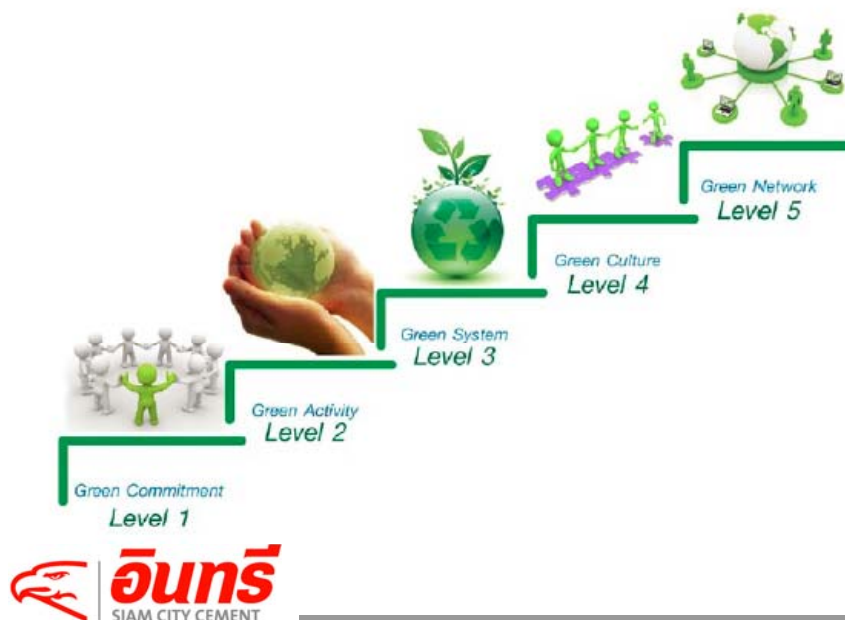 Green Network
Level 5
Green Culture
Level 4
Green System
Level 3
Green Activity
Level 2
Green Commitment
Level 1
อินทรี
SIAM CITY CEMENT